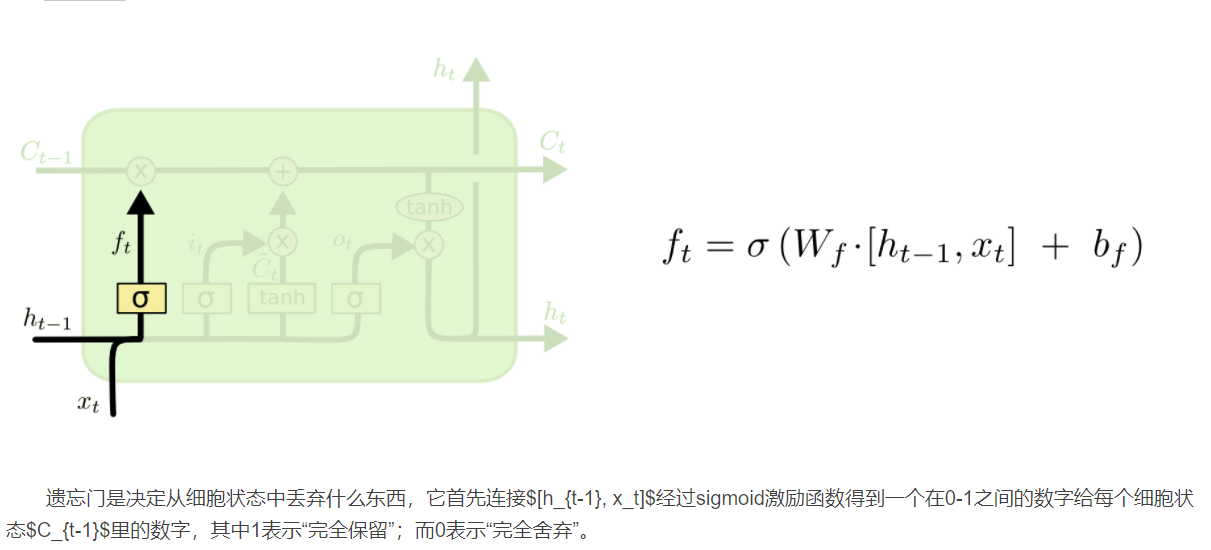 h_t
C_{t-1}
C_t
x
+
tanh
f_t
i_t
x
o_t
x
C̃_t
σ
σ
tanh
σ
h_{t-1}
h_t
x_t
f_t = σ (W_f · [h_{t-1}, x_t] + b_f)
遗忘门是决定从细胞状态中丢弃什么东西，它首先连接$[h_{t-1}, x_t]$经过sigmoid激励函数得到一个在0-1之间的数字给每个细胞状
态$C_{t-1}$里的数字，其中1表示“完全保留”；而0表示“完全舍弃”。